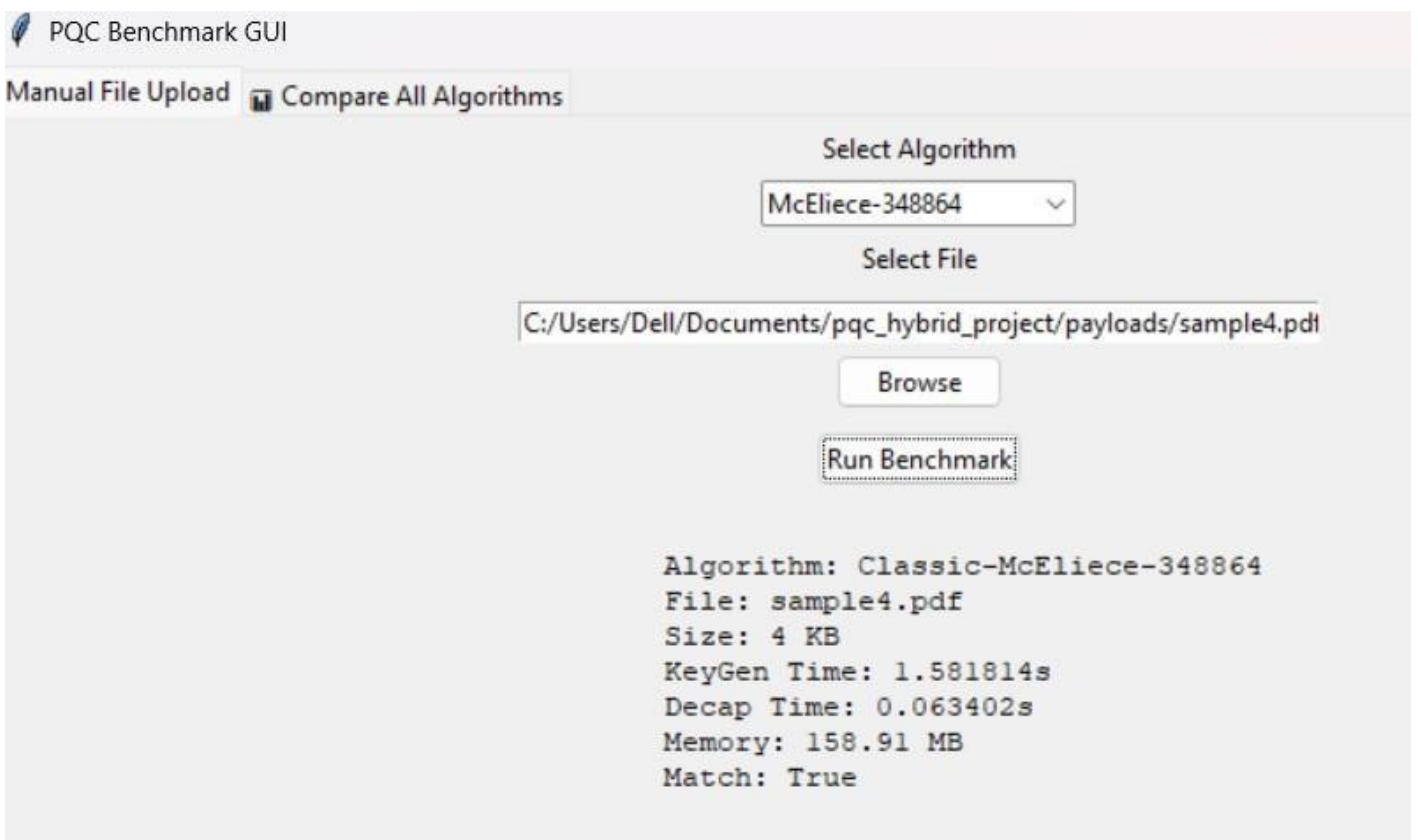 PQC Benchmark GUI
Manual File Upload
Compare All Algorithms
Select Algorithm
McEliece-348864
Select File
C:/Users/Dell/Documents/pqc_hybrid_project/payloads/sample4.pdf
Browse
Run Benchmark
Algorithm: Classic-McEliece-348864
File: sample4.pdf
Size: 4 KB
KeyGen Time: 1.581814s
Decap Time: 0.063402s
Memory: 158.91 MB
Match: True